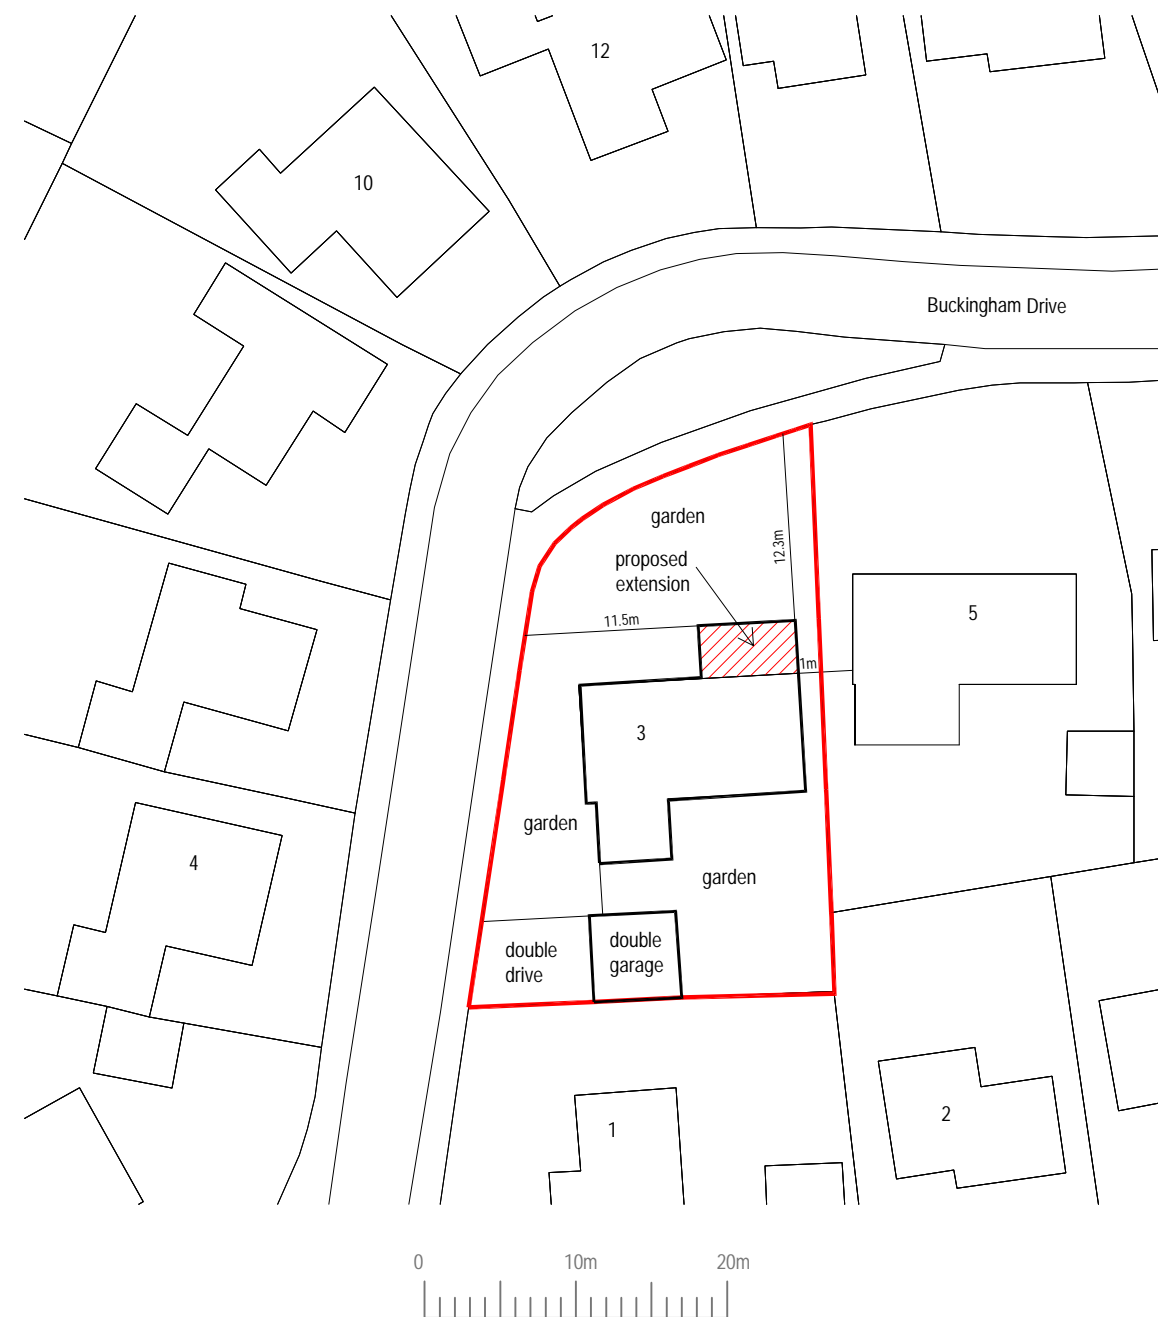 12
10
Buckingham Drive
garden
12.3m
proposed
extension
5
11.5m
1m
3
garden
4
garden
double
drive
double
garage
1
2
0
10m
20m